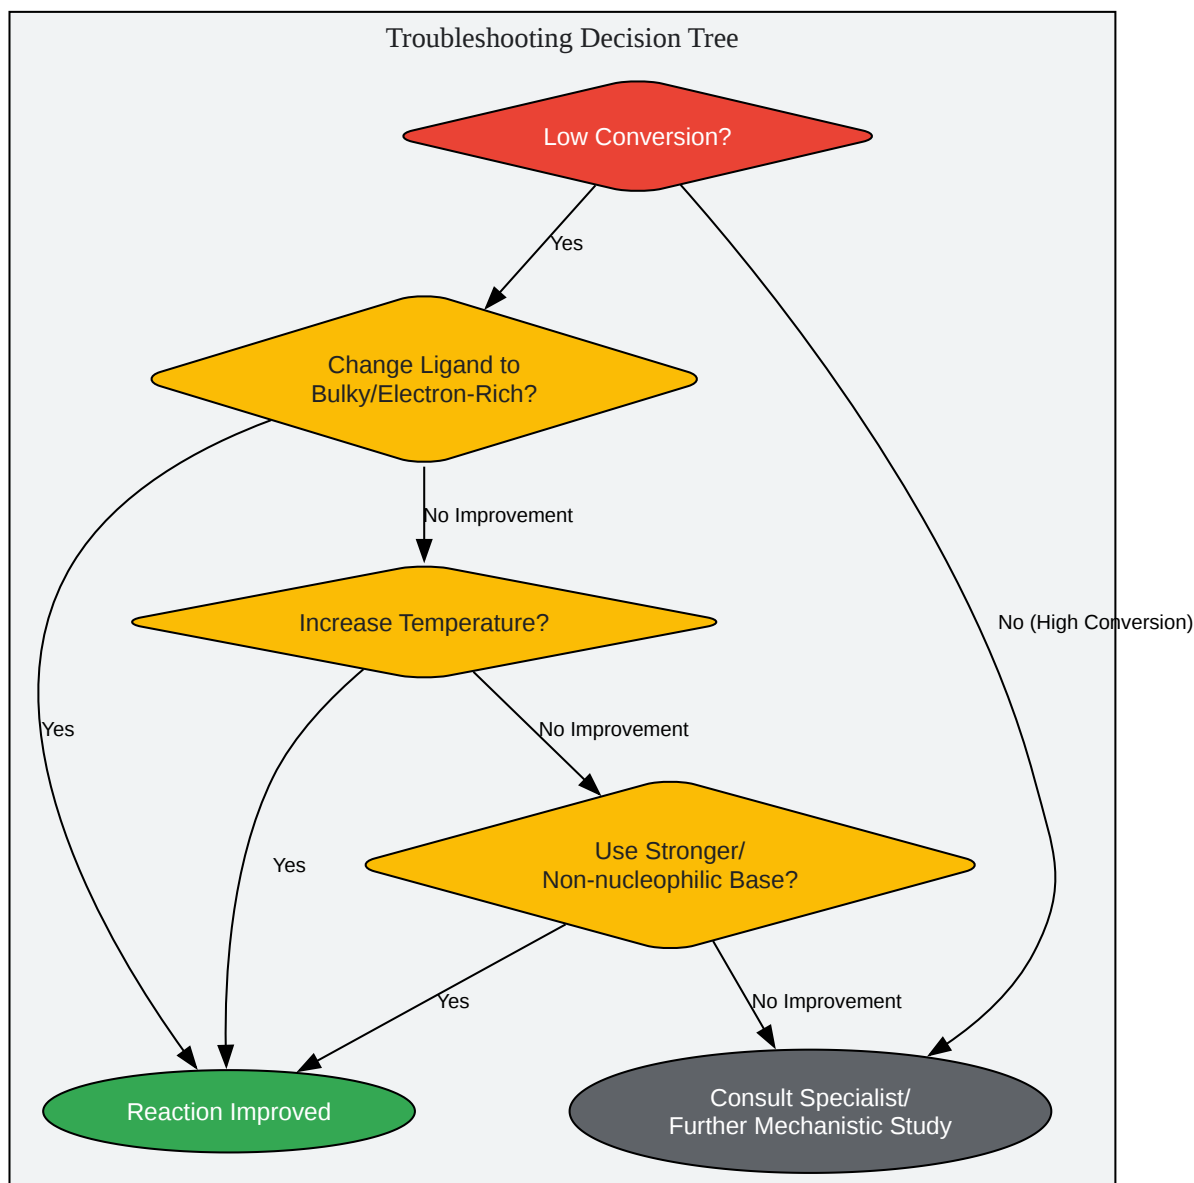 Troubleshooting Decision Tree
Low Conversion?
Yes
Change Ligand to
Bulky/Electron-Rich?
No Improvement
Increase Temperature?
No (High Conversion)
Yes
No Improvement
Use Stronger/
Non-nucleophilic Base?
Yes
Yes
No Improvement
Reaction Improved
Consult Specialist/
Further Mechanistic Study